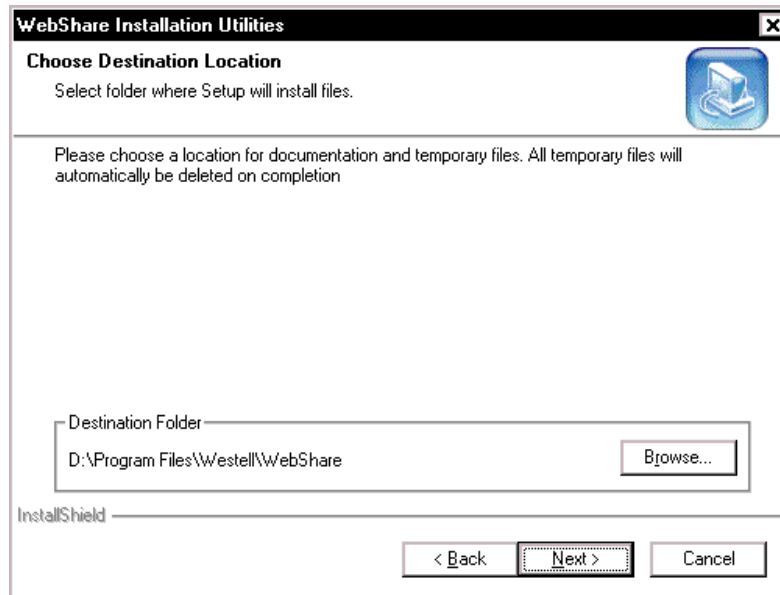 WebShare Installation Utilities
Choose Destination Location
Select folder where Setup will install files.
Please choose a location for documentation and temporary files. All temporary files will
automatically be deleted on completion
Destination Folder
D:\Program Files\Westell\WebShare
Browse...
InstallShield
< Back
Next >
Cancel